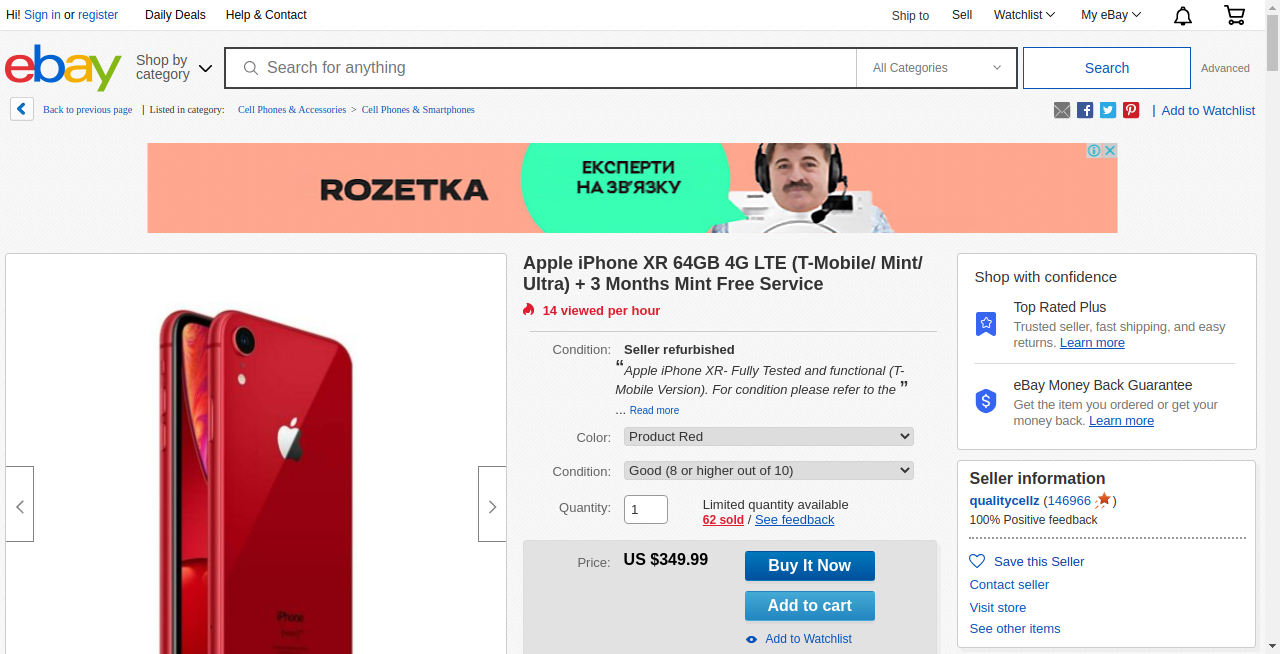 Hi! Sign in or register
Daily Deals
Help & Contact
Ship to
Sell
Watchlist
My eBay
ebay
Shop by
category
Search for anything
All Categories
Search
Advanced
Back to previous page | Listed in category: Cell Phones & Accessories > Cell Phones & Smartphones
| Add to Watchlist
ROZETKA
ЕКСПЕРТИ
НА ЗВ'ЯЗКУ
Apple iPhone XR 64GB 4G LTE (T-Mobile/ Mint/
Ultra) + 3 Months Mint Free Service
14 viewed per hour
Condition: Seller refurbished
“Apple iPhone XR- Fully Tested and functional (T-
Mobile Version). For condition please refer to the ”
... Read more
Color: Product Red
Condition: Good (8 or higher out of 10)
Quantity: 1
Limited quantity available
62 sold / See feedback
Price: US $349.99
Buy It Now
Add to cart
Add to Watchlist
iPhone
Shop with confidence
Top Rated Plus
Trusted seller, fast shipping, and easy
returns. Learn more
eBay Money Back Guarantee
Get the item you ordered or get your
money back. Learn more
Seller information
qualitycellz (146966 )
100% Positive feedback
Save this Seller
Contact seller
Visit store
See other items